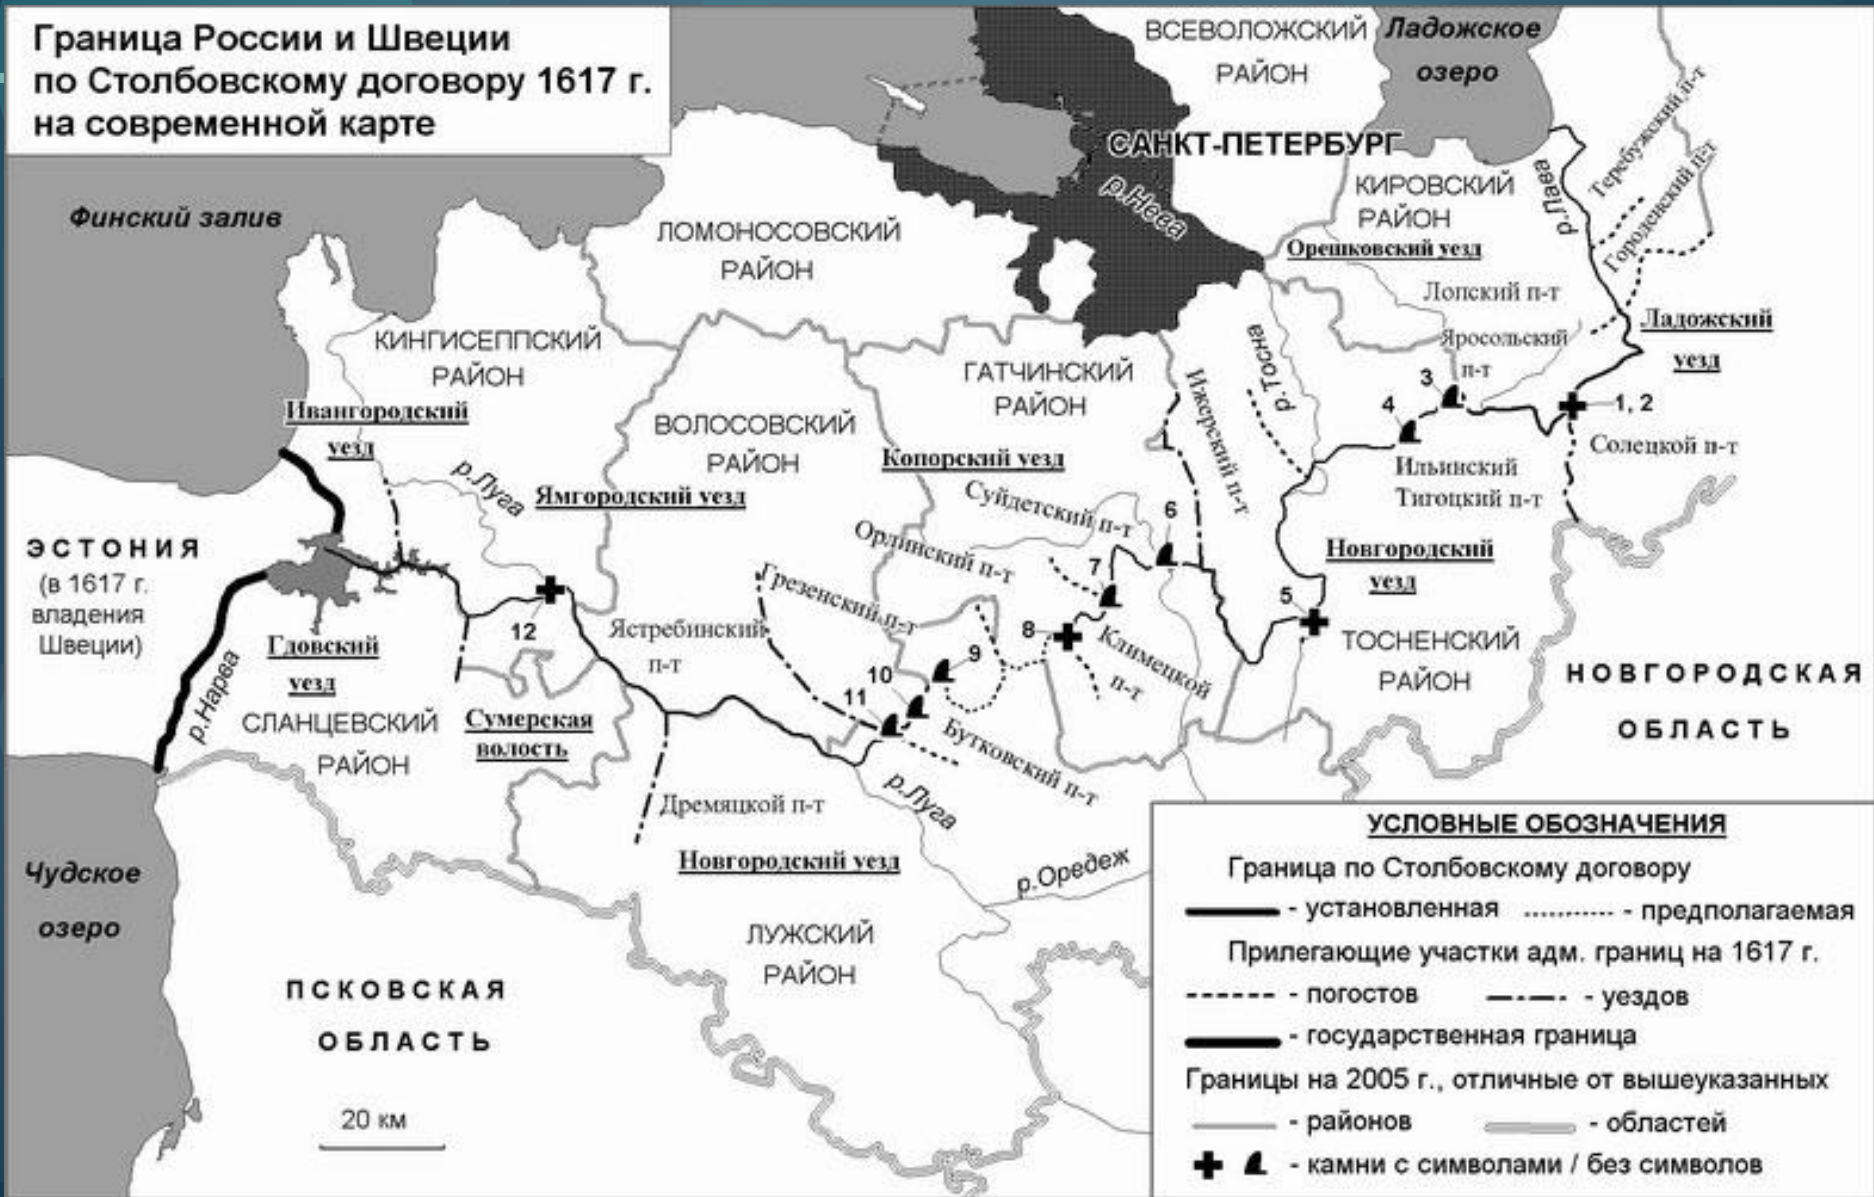 Граница России и Швеции
по Столбовскому договору 1617 г.
на современной карте
ВСЕВОЛОЖСКИЙ
РАЙОН
Ладожское
озеро
САНКТ-ПЕТЕРБУРГ
р.Нева
КИРОВСКИЙ
РАЙОН
Орешковский уезд
р.Лава
Теребужский п-т
Городенский п-т
Финский залив
ЛОМОНОСОВСКИЙ
РАЙОН
Лопский п-т
Яросольский
п-т
Ладожский
уезд
КИНГИСЕППСКИЙ
РАЙОН
ГАТЧИНСКИЙ
РАЙОН
Ижерский п-т
р.Тосна
3
4
1, 2
Солецкой п-т
Ивангородский
уезд
ВОЛОСОВСКИЙ
РАЙОН
Копорский уезд
Ильинский
Тигоцкий п-т
р.Луга
Ямгородский уезд
Суйдетский п-т
6
Орлинский п-т
7
Новгородский
уезд
ЭСТОНИЯ
(в 1617 г.
владения
Швеции)
Грезенский п-т
5
12
Ястребинский
п-т
8
Климецкой
п-т
ТОСНЕНСКИЙ
РАЙОН
Гдовский
уезд
9
10
11
НОВГОРОДСКАЯ
ОБЛАСТЬ
р.Нарва
СЛАНЦЕВСКИЙ
РАЙОН
Сумерская
волость
Бутковский п-т
р.Луга
Дремяцкой п-т
Новгородский уезд
р.Оредеж
Чудское
озеро
ЛУЖСКИЙ
РАЙОН
ПСКОВСКАЯ
ОБЛАСТЬ
20 км
УСЛОВНЫЕ ОБОЗНАЧЕНИЯ
Граница по Столбовскому договору
- установленная - предполагаемая
Прилегающие участки адм. границ на 1617 г.
- погостов - уездов
- государственная граница
Границы на 2005 г., отличные от вышеуказанных
- районов - областей
- камни с символами / без символов